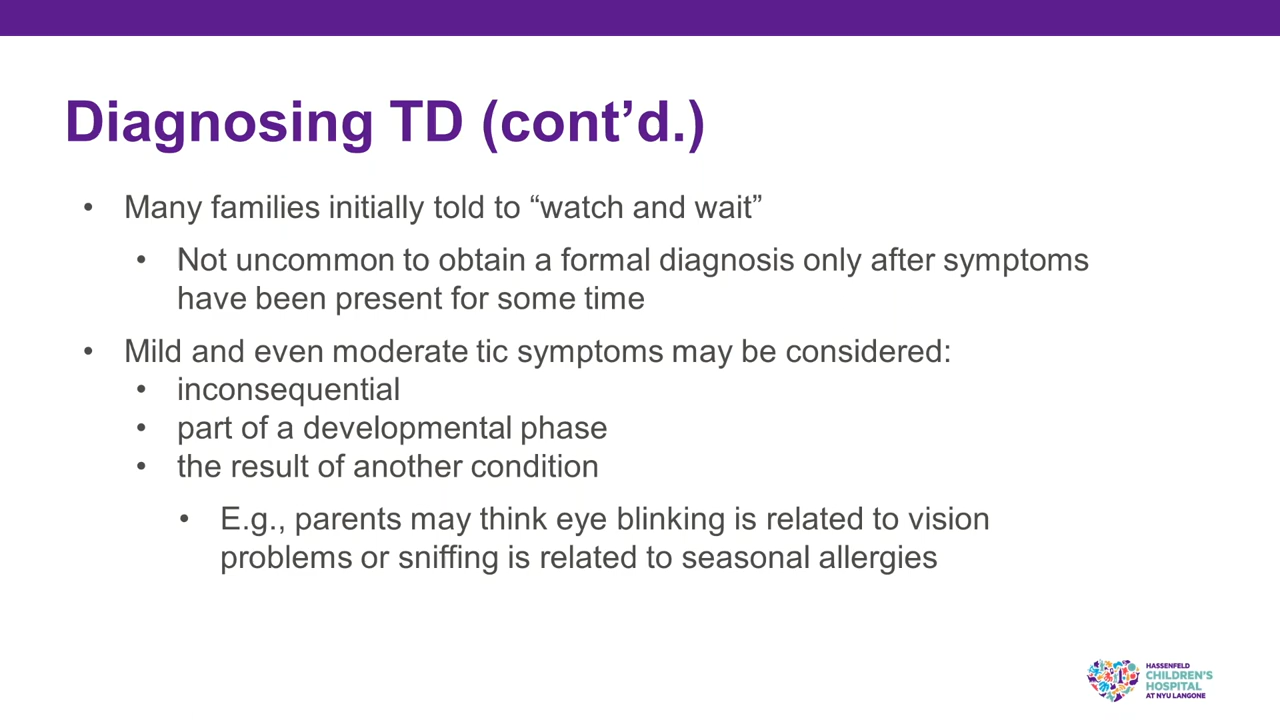 Diagnosing TD (cont’d.)
• Many families initially told to “watch and wait”
• Not uncommon to obtain a formal diagnosis only after symptoms
have been present for some time
• Mild and even moderate tic symptoms may be considered:
• inconsequential
• part of a developmental phase
• the result of another condition
• E.g., parents may think eye blinking is related to vision
problems or sniffing is related to seasonal allergies
HASSENFELD
CHILDREN'S
HOSPITAL
AT NYU LANGONE